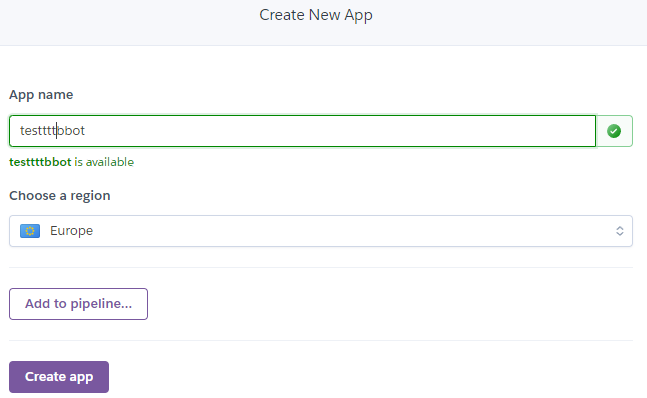 Create New App
App name
testtttbbot
testtttbbot is available
Choose a region
Europe
Add to pipeline...
Create app